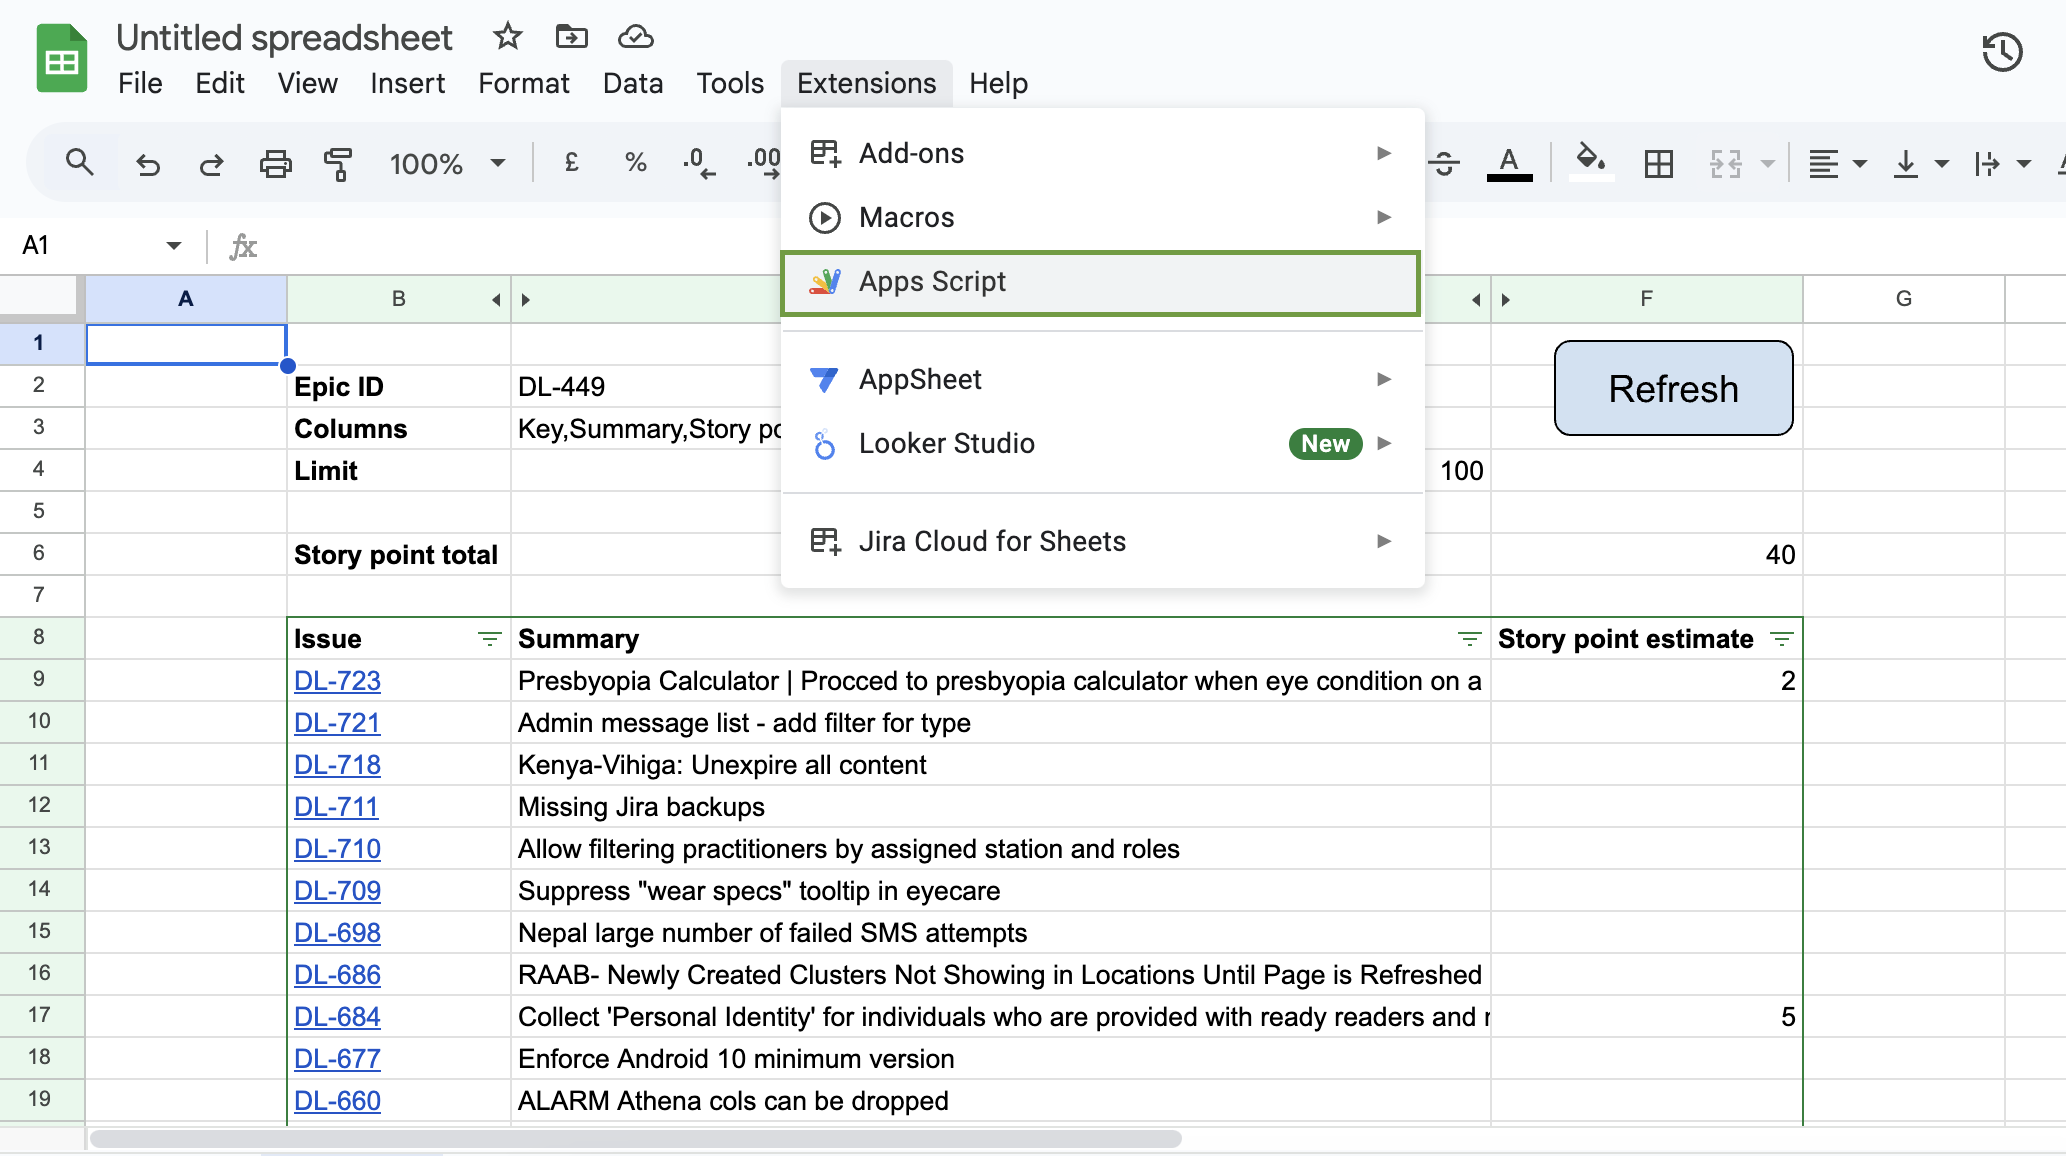 Untitled spreadsheet
File Edit View Insert Format Data Tools Extensions Help
100% £ % .0 .00 A
A1 fx
Add-ons
Macros
Apps Script
AppSheet
Looker Studio New
Jira Cloud for Sheets
A B F G
1
Refresh
2 Epic ID DL-449
3 Columns Key,Summary,Story
4 Limit 100
5
6 Story point total 40
7
8 Issue Summary Story point estimate
9 DL-723 Presbyopia Calculator | Procced to presbyopia calculator when eye condition on a 2
10 DL-721 Admin message list - add filter for type
11 DL-718 Kenya-Vihiga: Unexpire all content
12 DL-711 Missing Jira backups
13 DL-710 Allow filtering practitioners by assigned station and roles
14 DL-709 Suppress "wear specs" tooltip in eyecare
15 DL-698 Nepal large number of failed SMS attempts
16 DL-686 RAAB- Newly Created Clusters Not Showing in Locations Until Page is Refreshed
17 DL-684 Collect 'Personal Identity' for individuals who are provided with ready readers and 5
18 DL-677 Enforce Android 10 minimum version
19 DL-660 ALARM Athena cols can be dropped